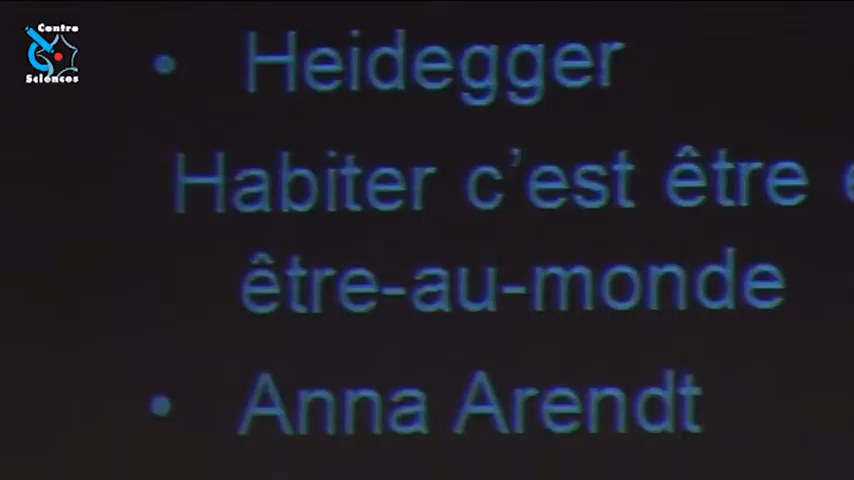 Centre
Sciences
• Heidegger
Habiter c'est être
être-au-monde
• Anna Arendt